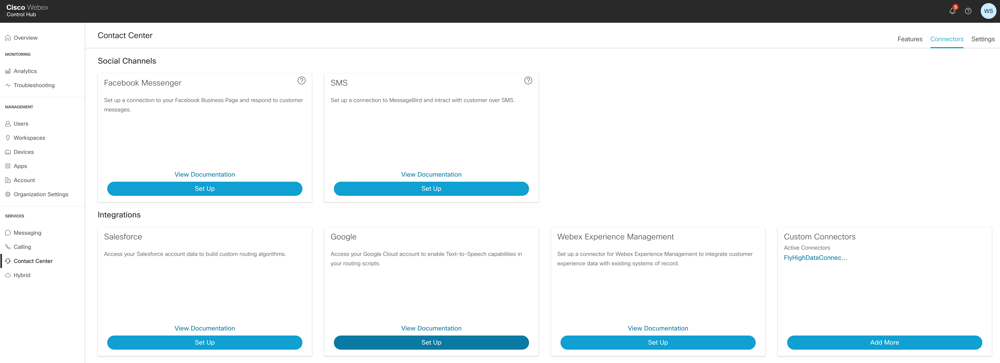 Cisco Webex
Control Hub
5
WS
Overview
MONITORING
Analytics
Troubleshooting
MANAGEMENT
Users
Workspaces
Devices
Apps
Account
Organization Settings
SERVICES
Messaging
Calling
Contact Center
Hybrid
Contact Center
Features Connectors Settings
Social Channels
Facebook Messenger
Set up a connection to your Facebook Business Page and respond to customer
messages.
View Documentation
Set Up
SMS
Set up a connection to MessageBird and intract with customer over SMS.
View Documentation
Set Up
Integrations
Salesforce
Access your Salesforce account data to build custom routing algorithms.
View Documentation
Set Up
Google
Access your Google Cloud account to enable Text-to-Speech capabilities in
your routing scripts.
View Documentation
Set Up
Webex Experience Management
Set up a connector for Webex Experience Management to integrate customer
experience data with existing systems of record.
View Documentation
Set Up
Custom Connectors
Active Connectors
FlyHighDataConnec...
Add More